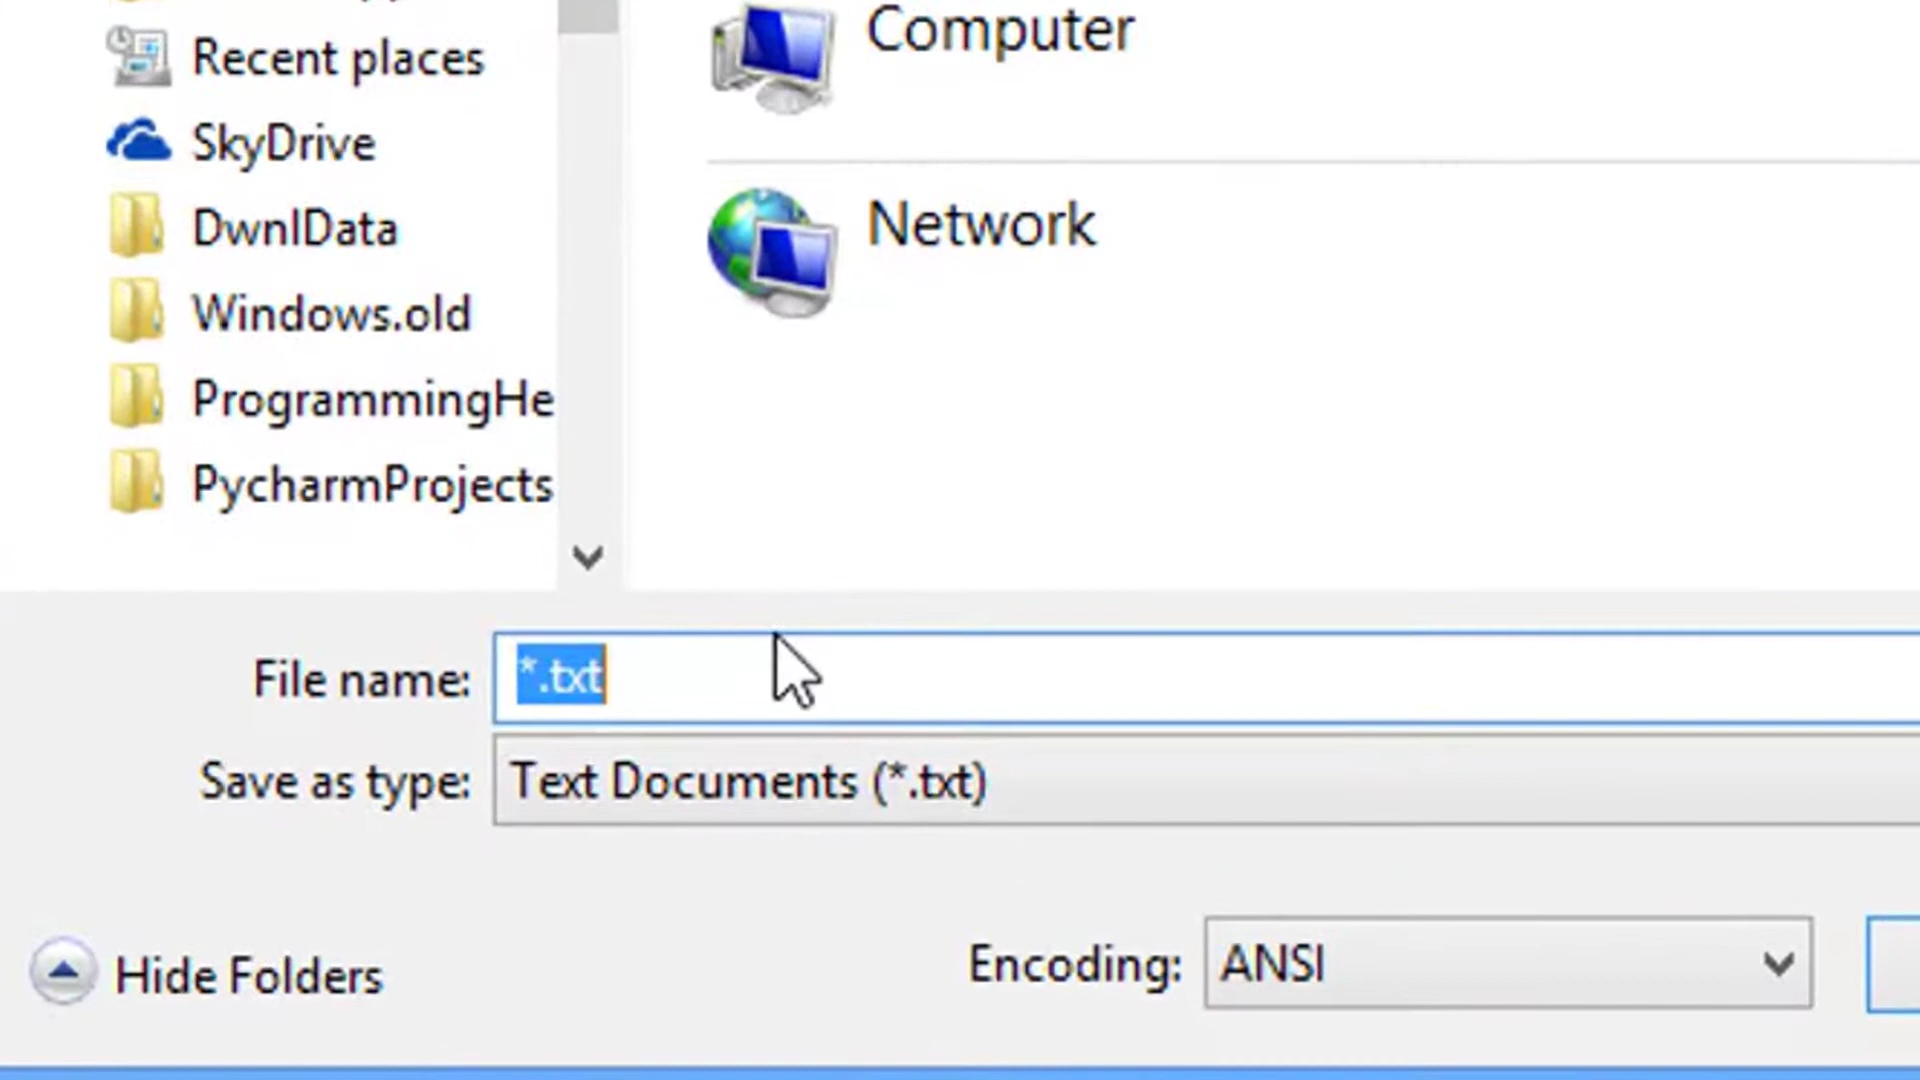 Recent places
SkyDrive
DwnlData
Windows.old
ProgrammingHe
PycharmProjects
Computer
Network
File name: *.txt
Save as type: Text Documents (*.txt)
Hide Folders
Encoding: ANSI